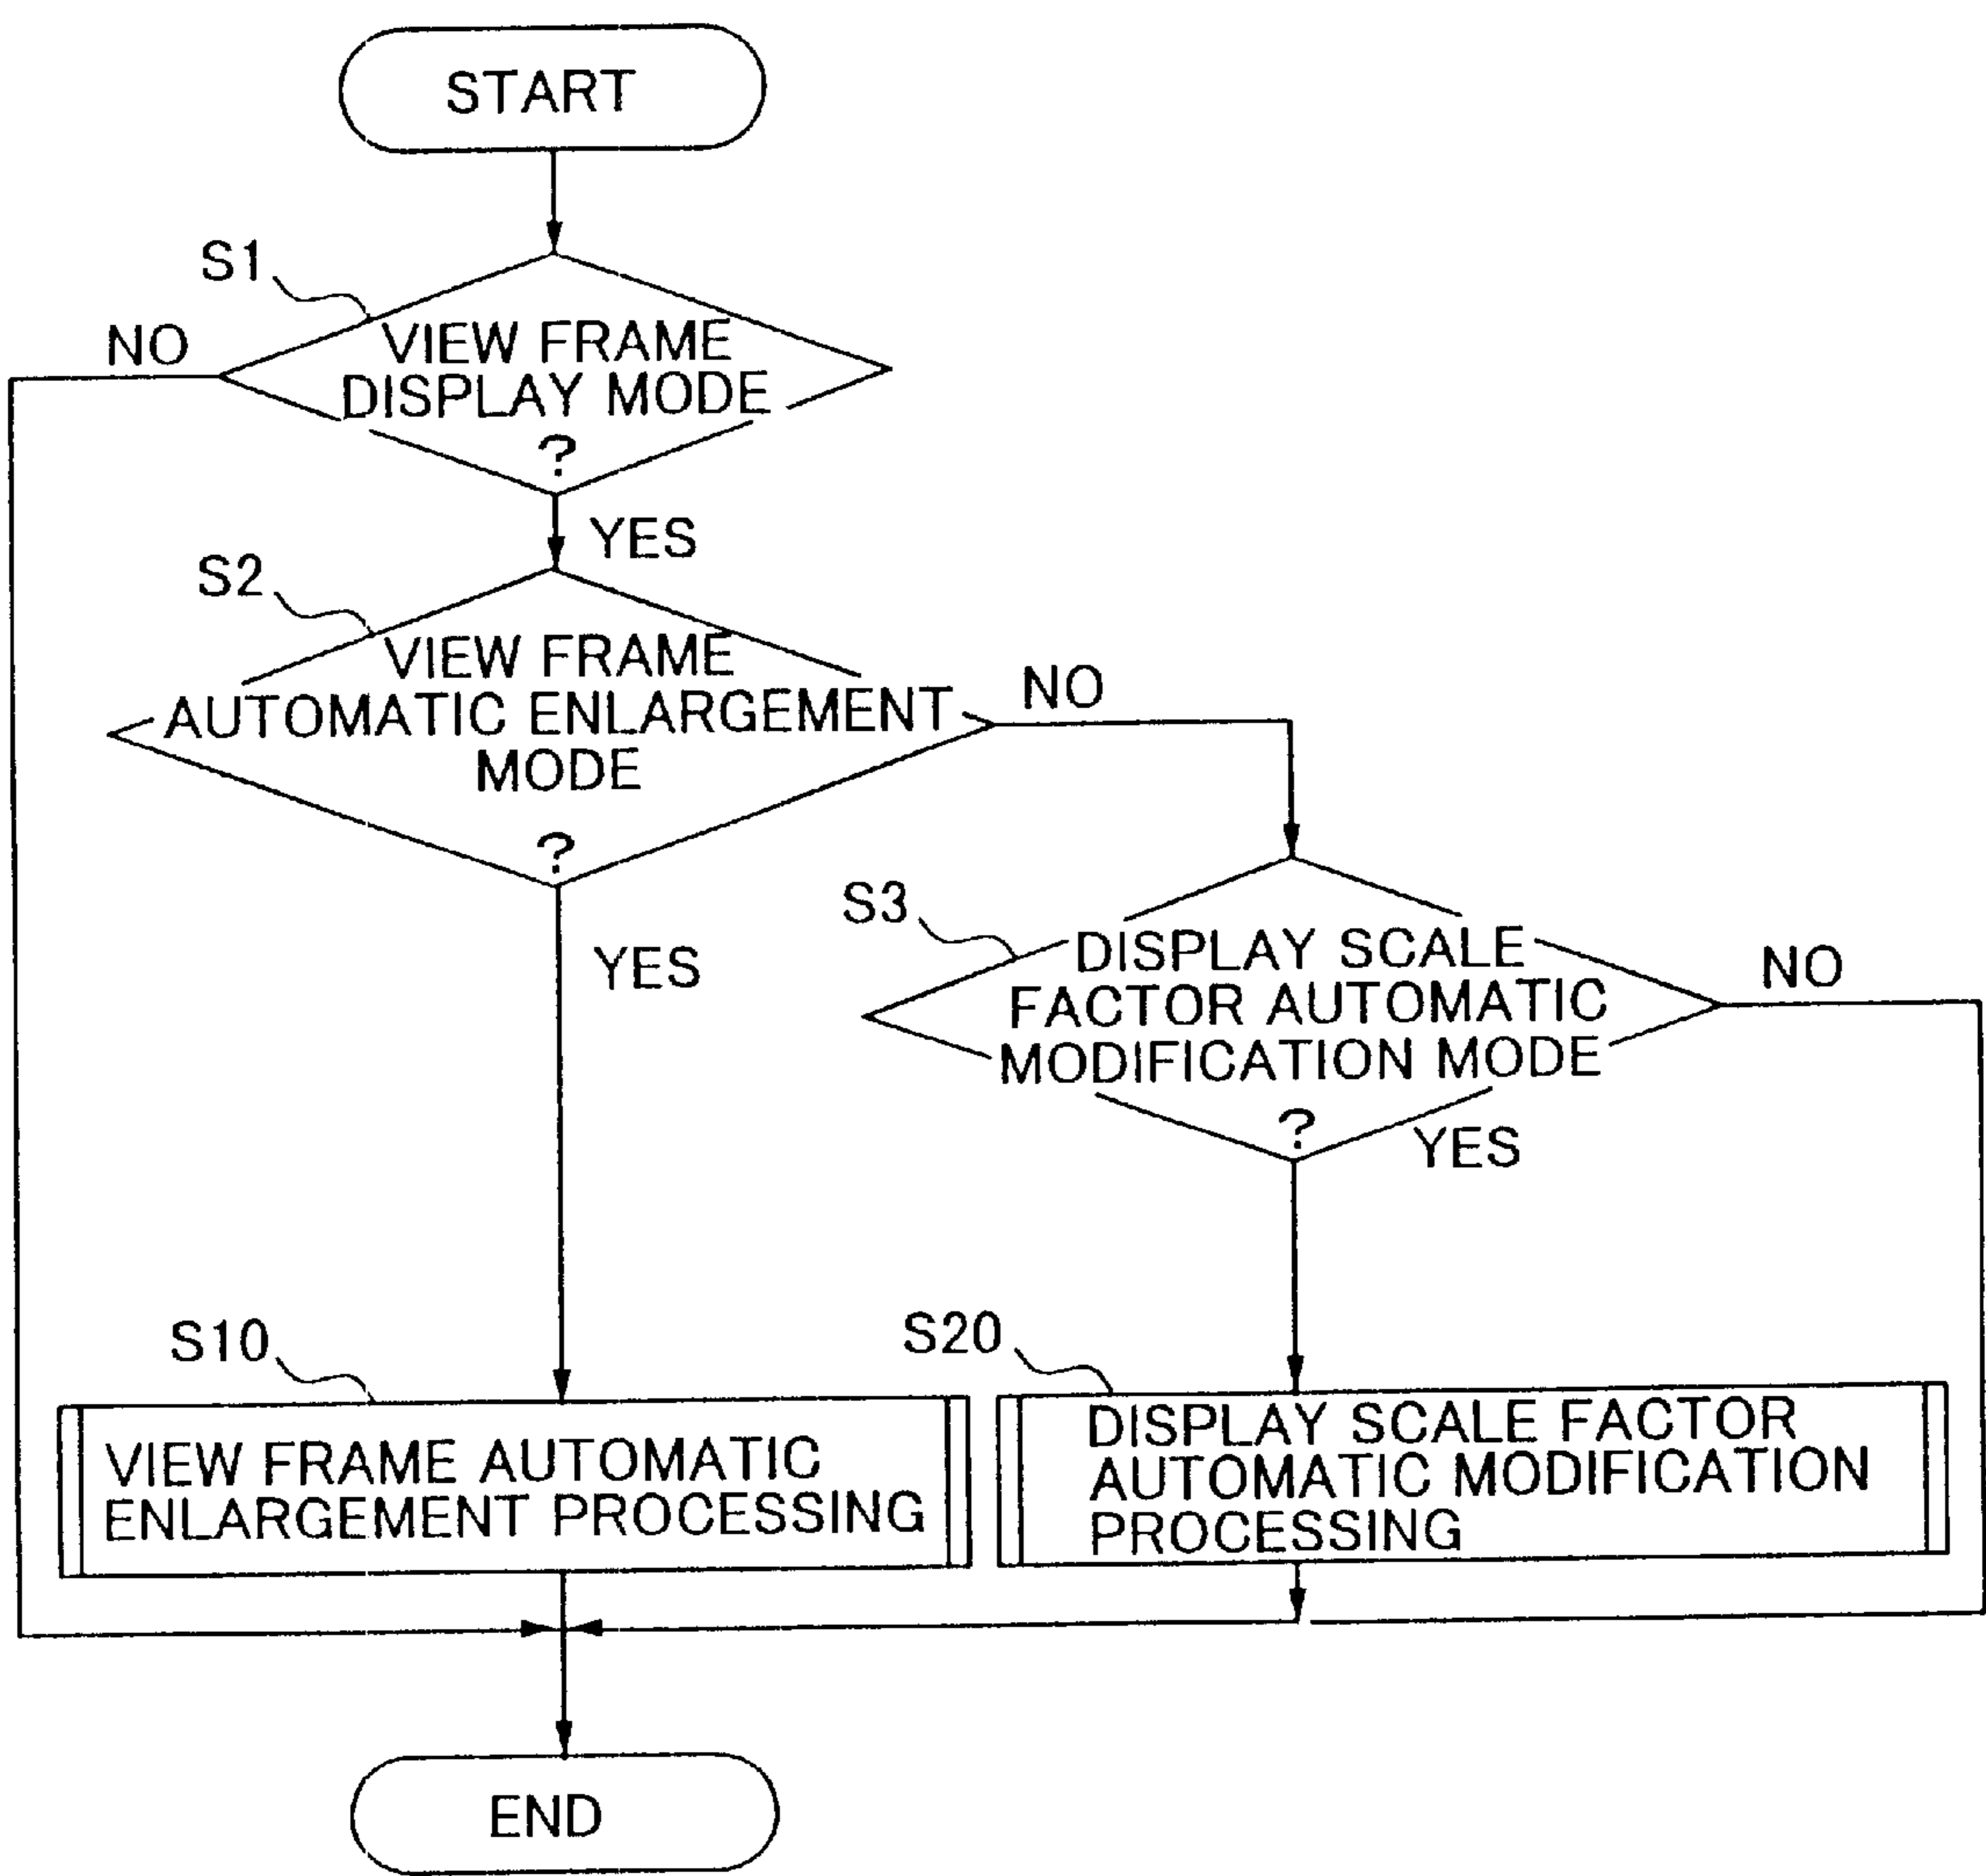 START
S1
NO
VIEW FRAME
DISPLAY MODE
?
YES
S2
VIEW FRAME
AUTOMATIC ENLARGEMENT
MODE
?
NO
YES
S3
DISPLAY SCALE
FACTOR AUTOMATIC
MODIFICATION MODE
?
NO
YES
S10
VIEW FRAME AUTOMATIC
ENLARGEMENT PROCESSING
S20
DISPLAY SCALE FACTOR
AUTOMATIC MODIFICATION
PROCESSING
END